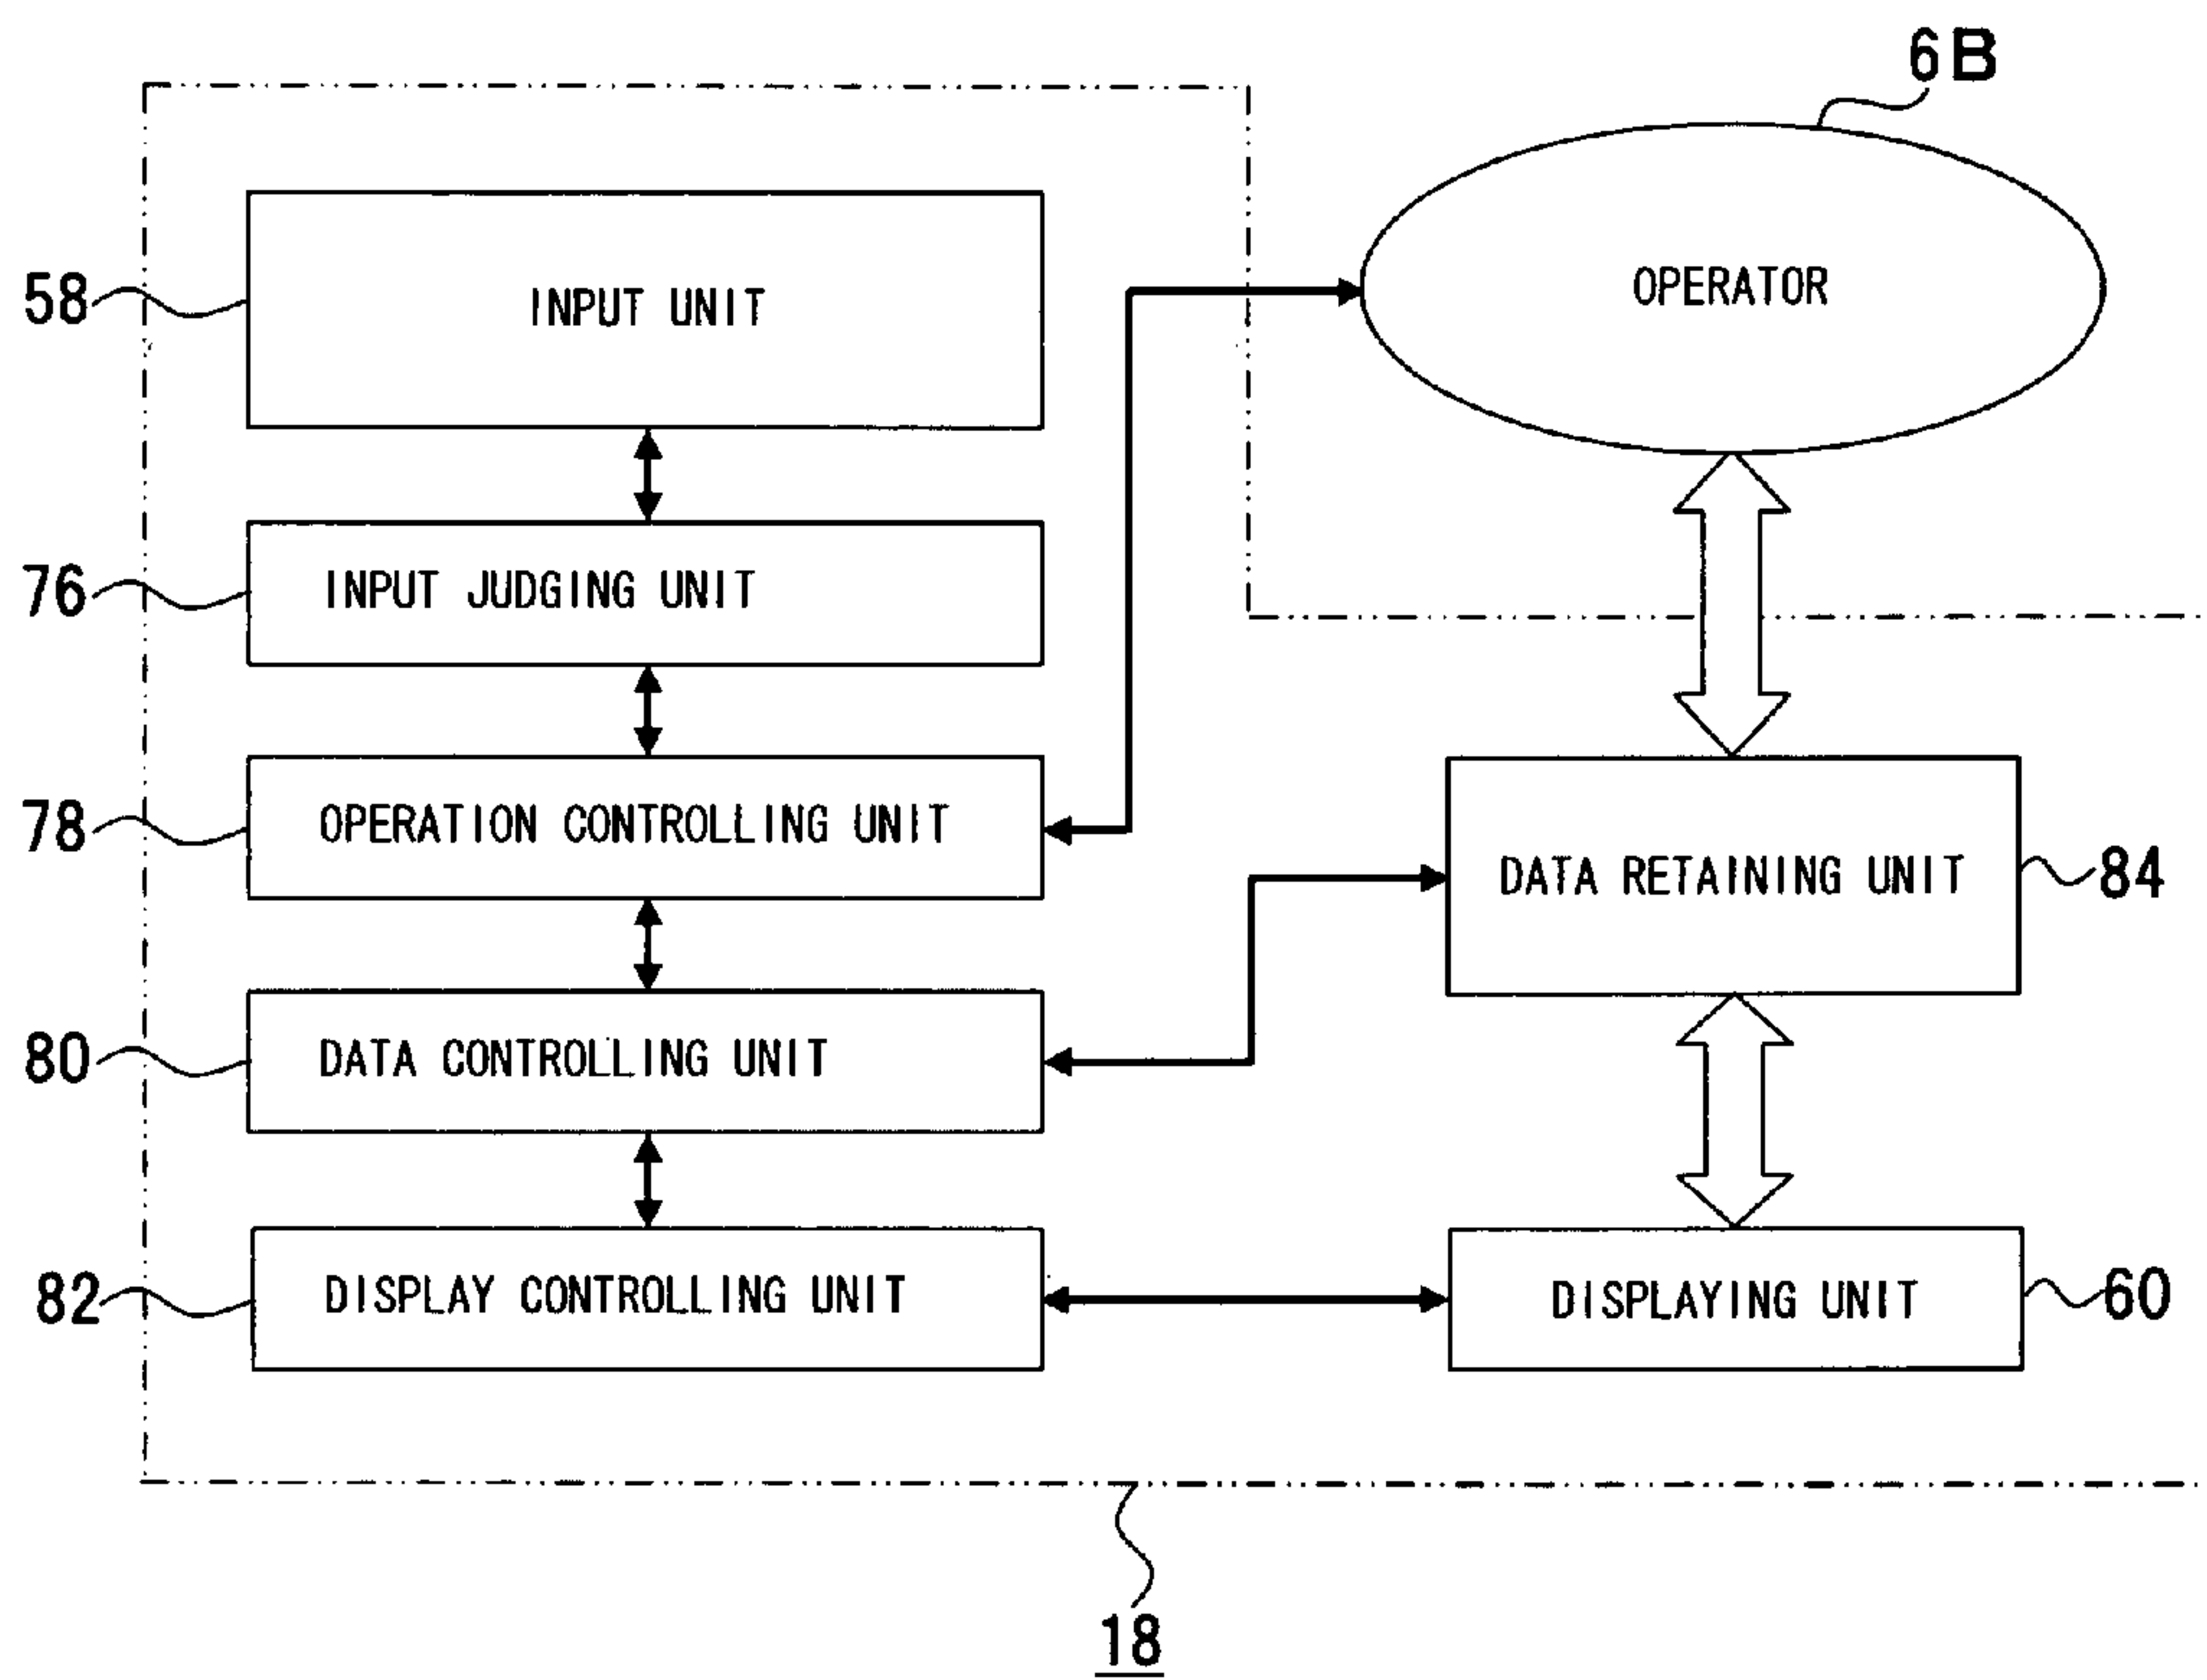 6B
OPERATOR
58
INPUT UNIT
76
INPUT JUDGING UNIT
78
OPERATION CONTROLLING UNIT
DATA RETAINING UNIT
84
80
DATA CONTROLLING UNIT
82
DISPLAY CONTROLLING UNIT
DISPLAYING UNIT
60
18